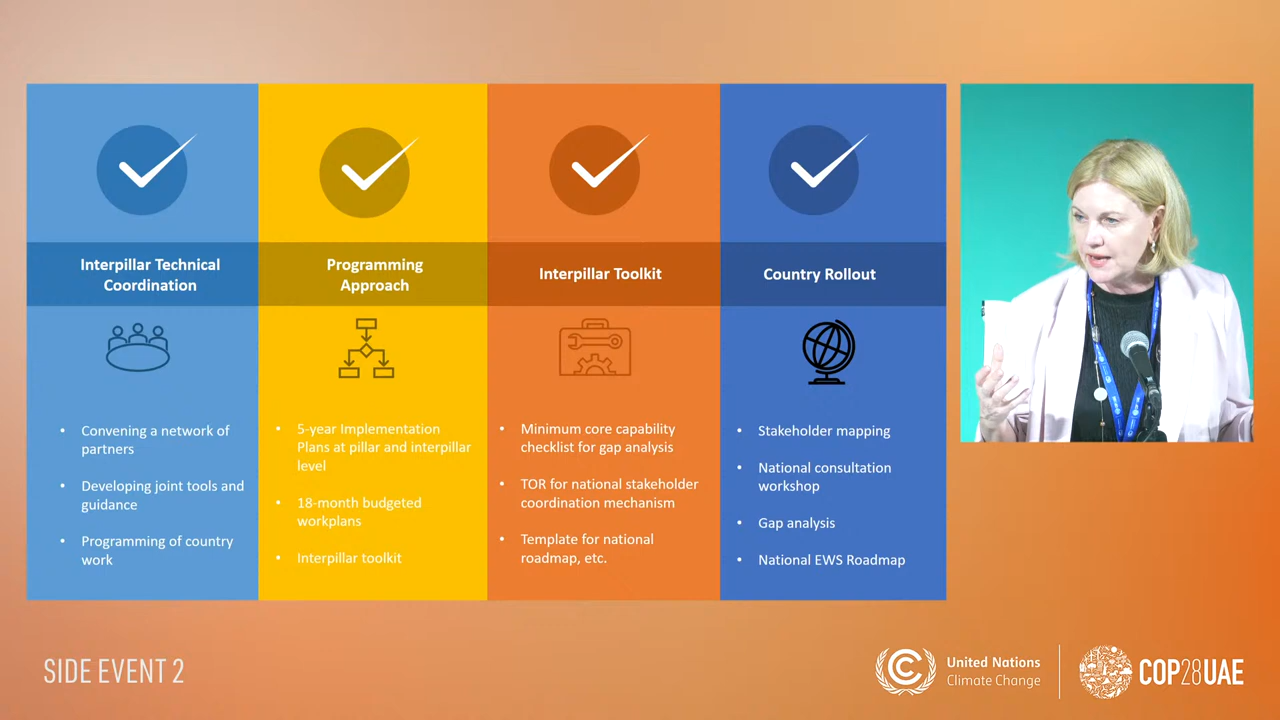 Interpillar Technical
Coordination
• Convening a network of
partners
• Developing joint tools and
guidance
• Programming of country
work
Programming
Approach
• 5-year Implementation
Plans at pillar and interpillar
level
• 18-month budgeted
workplans
• Interpillar toolkit
Interpillar Toolkit
• Minimum core capability
checklist for gap analysis
• TOR for national stakeholder
coordination mechanism
• Template for national
roadmap, etc.
Country Rollout
• Stakeholder mapping
• National consultation
workshop
• Gap analysis
• National EWS Roadmap
SIDE EVENT 2
United Nations
Climate Change
COP28UAE